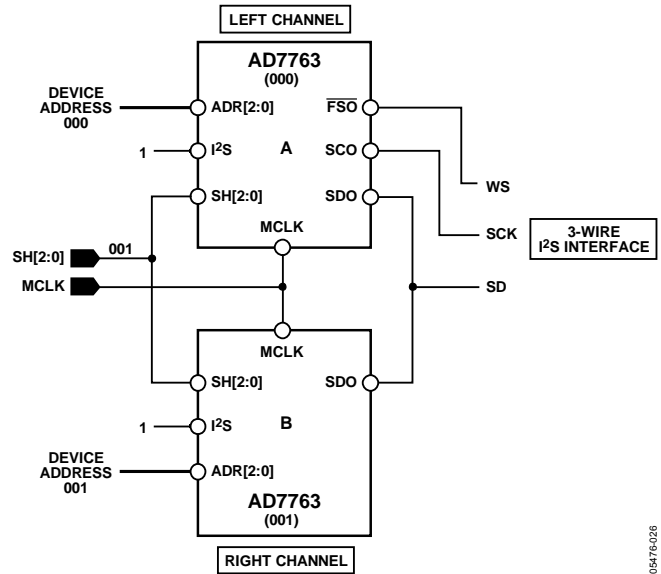 LEFT CHANNEL
AD7763
(000)
DEVICE
ADDRESS
000
ADR[2:0]
FSO
1
I2S
A
SCO
SH[2:0]
SDO
WS
MCLK
SCK
3-WIRE
I2S INTERFACE
SH[2:0]
001
MCLK
SD
MCLK
SH[2:0]
SDO
1
I2S
B
DEVICE
ADDRESS
001
ADR[2:0]
AD7763
(001)
RIGHT CHANNEL
05476-026